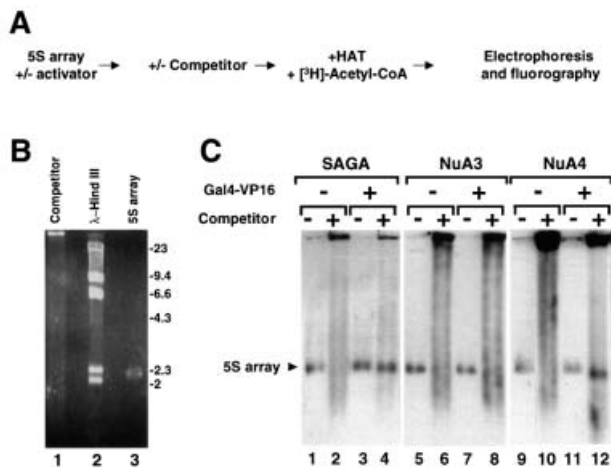 A
5S array
+/- activator
+/- Competitor
+HAT
+ [³H]-Acetyl-CoA
Electrophoresis
and fluorography
B
Competitor
λ–Hind III
5S array
-23
-9.4
-6.6
-4.3
-2.3
-2
1 2 3
C
SAGA NuA3 NuA4
Gal4-VP16 - + - + - +
Competitor - + - + - + - + - + - +
5S array
1 2 3 4 5 6 7 8 9 10 11 12